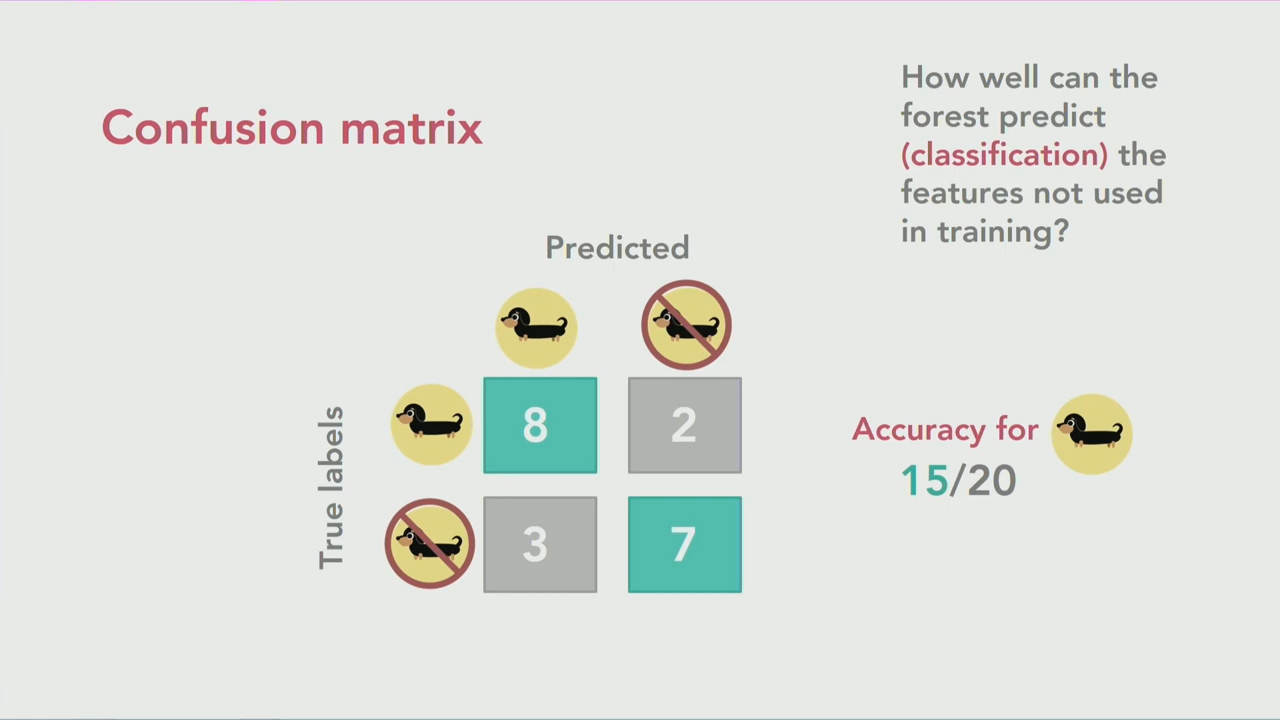 Confusion matrix
How well can the
forest predict
(classification) the
features not used
in training?
Predicted
True labels
8 2
3 7
Accuracy for
15/20